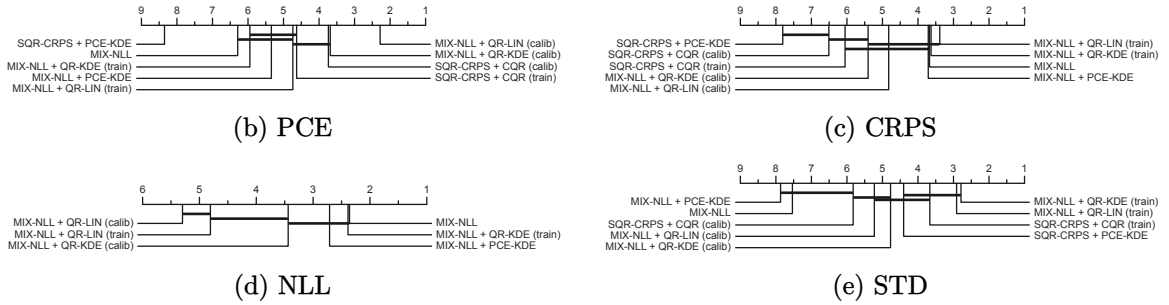 9 8 7 6 5 4 3 2 1
SQR-CRPS + PCE-KDE
MIX-NLL
MIX-NLL + QR-KDE (train)
MIX-NLL + PCE-KDE
MIX-NLL + QR-LIN (train)
MIX-NLL + QR-LIN (calib)
MIX-NLL + QR-KDE (calib)
SQR-CRPS + CQR (calib)
SQR-CRPS + CQR (train)
(b) PCE
9 8 7 6 5 4 3 2 1
SQR-CRPS + PCE-KDE
SQR-CRPS + CQR (calib)
SQR-CRPS + CQR (train)
MIX-NLL + QR-KDE (calib)
MIX-NLL + QR-LIN (calib)
MIX-NLL + QR-LIN (train)
MIX-NLL + QR-KDE (train)
MIX-NLL
MIX-NLL + PCE-KDE
(c) CRPS
6 5 4 3 2 1
MIX-NLL + QR-LIN (calib)
MIX-NLL + QR-LIN (train)
MIX-NLL + QR-KDE (calib)
MIX-NLL
MIX-NLL + QR-KDE (train)
MIX-NLL + PCE-KDE
(d) NLL
9 8 7 6 5 4 3 2 1
MIX-NLL + PCE-KDE
MIX-NLL
SQR-CRPS + CQR (calib)
MIX-NLL + QR-LIN (calib)
MIX-NLL + QR-KDE (calib)
MIX-NLL + QR-KDE (train)
MIX-NLL + QR-LIN (train)
SQR-CRPS + CQR (train)
SQR-CRPS + PCE-KDE
(e) STD